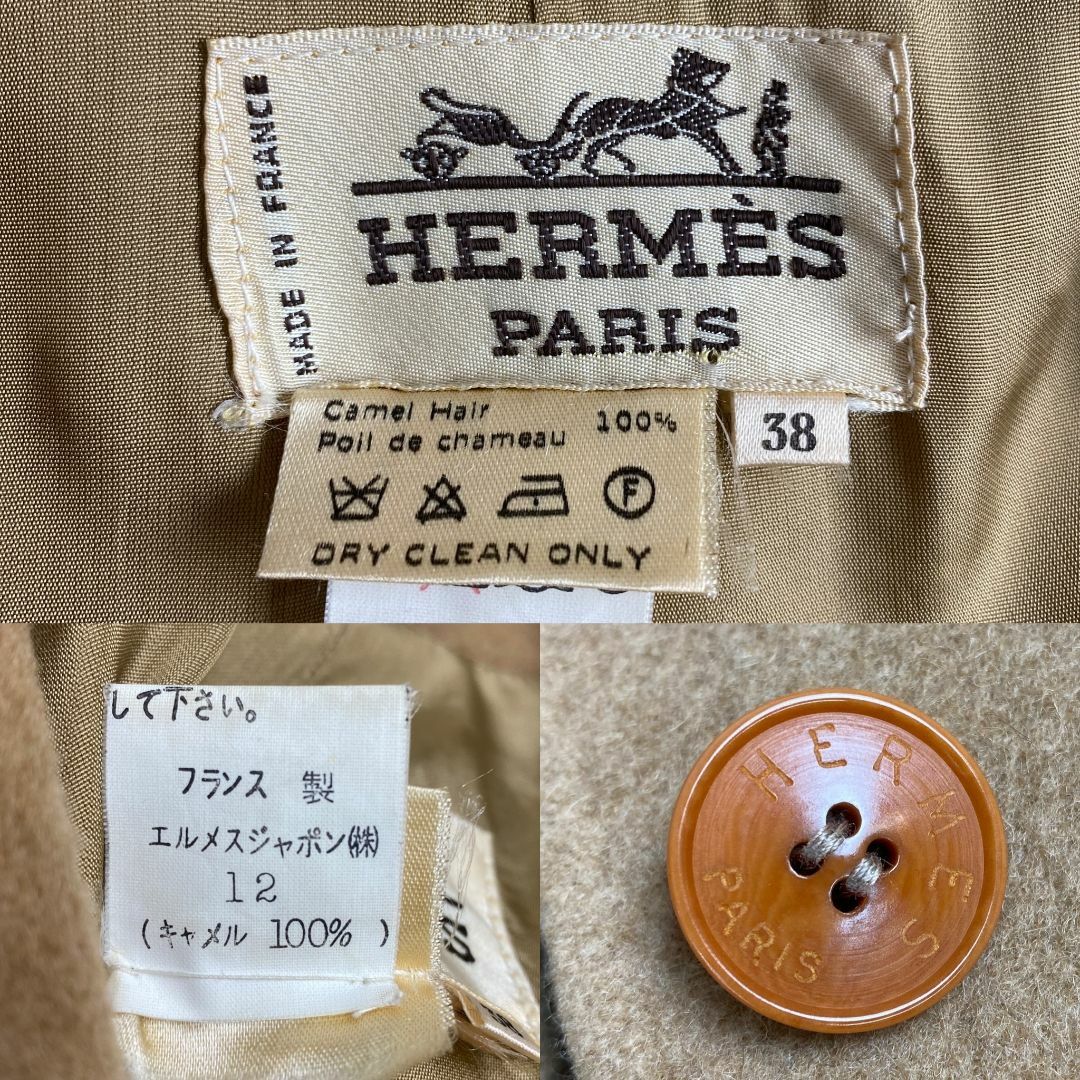 MADE IN FRANCE
HERMÈS
PARIS
Camel Hair
Poil de chameau 100%
38
F
DRY CLEAN ONLY
して下さい。
フランス 製
エルメスジャポン(株)
12
(キャメル 100% )
HERMES
PARIS